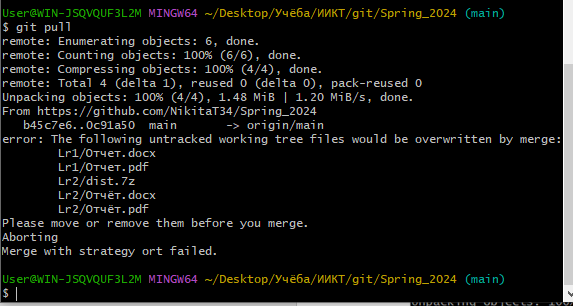 User@WIN-JSQVQUF3L2M MINGW64 ~/Desktop/Учёба/ИИКТ/git/Spring_2024 (main)
$ git pull
remote: Enumerating objects: 6, done.
remote: Counting objects: 100% (6/6), done.
remote: Compressing objects: 100% (4/4), done.
remote: Total 4 (delta 1), reused 0 (delta 0), pack-reused 0
Unpacking objects: 100% (4/4), 1.48 MiB | 1.20 MiB/s, done.
From https://github.com/NikitaT34/Spring_2024
   b45c7e6..0c91a50  main       -> origin/main
error: The following untracked working tree files would be overwritten by merge:
        Lr1/Отчет.docx
        Lr1/Отчет.pdf
        Lr2/dist.7z
        Lr2/Отчёт.docx
        Lr2/Отчёт.pdf
Please move or remove them before you merge.
Aborting
Merge with strategy ort failed.
User@WIN-JSQVQUF3L2M MINGW64 ~/Desktop/Учёба/ИИКТ/git/Spring_2024 (main)
$